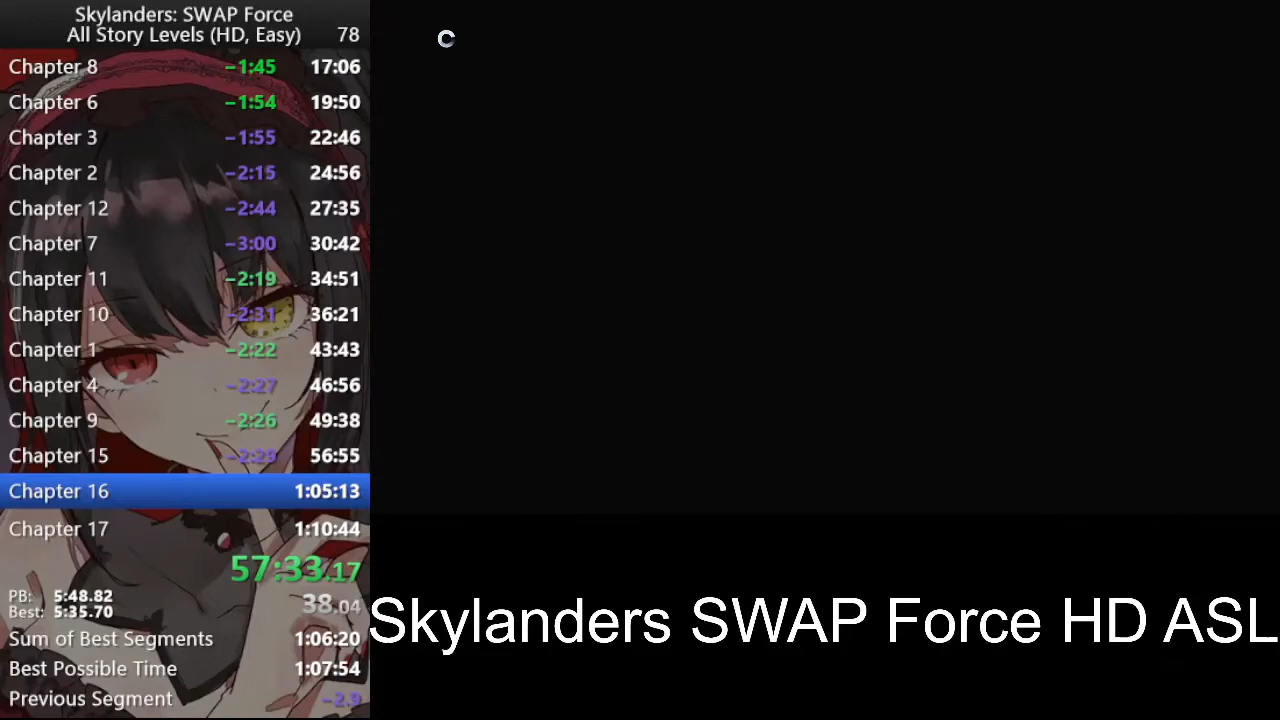 Skylanders: SWAP Force
All Story Levels (HD, Easy) 78
Chapter 8 -1:45 17:06
Chapter 6 -1:54 19:50
Chapter 3 -1:55 22:46
Chapter 2 -2:15 24:56
Chapter 12 -2:44 27:35
Chapter 7 -3:00 30:42
Chapter 11 -2:19 34:51
Chapter 10 -2:31 36:21
Chapter 1 -2:22 43:43
Chapter 4 -2:27 46:56
Chapter 9 -2:26 49:38
Chapter 15 -2:29 56:55
Chapter 16 1:05:13
Chapter 17 1:10:44
57:33.17
PB: 5:48.82
Best: 5:35.70
38.04
Sum of Best Segments 1:06:20
Best Possible Time 1:07:54
Previous Segment -2.9
Skylanders SWAP Force HD ASL